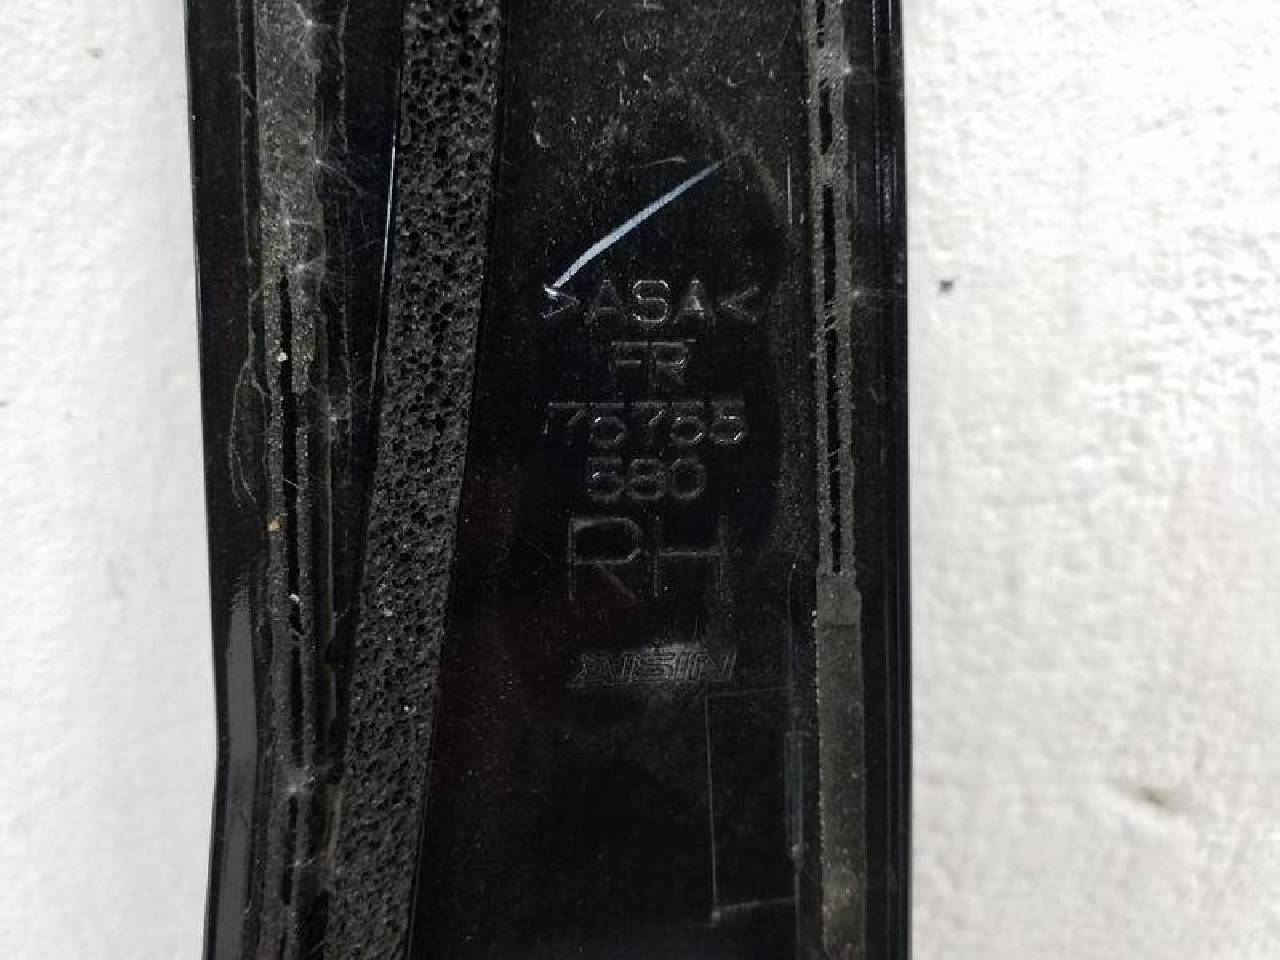 >ASA<
FR
75755
580
RH
AISIN